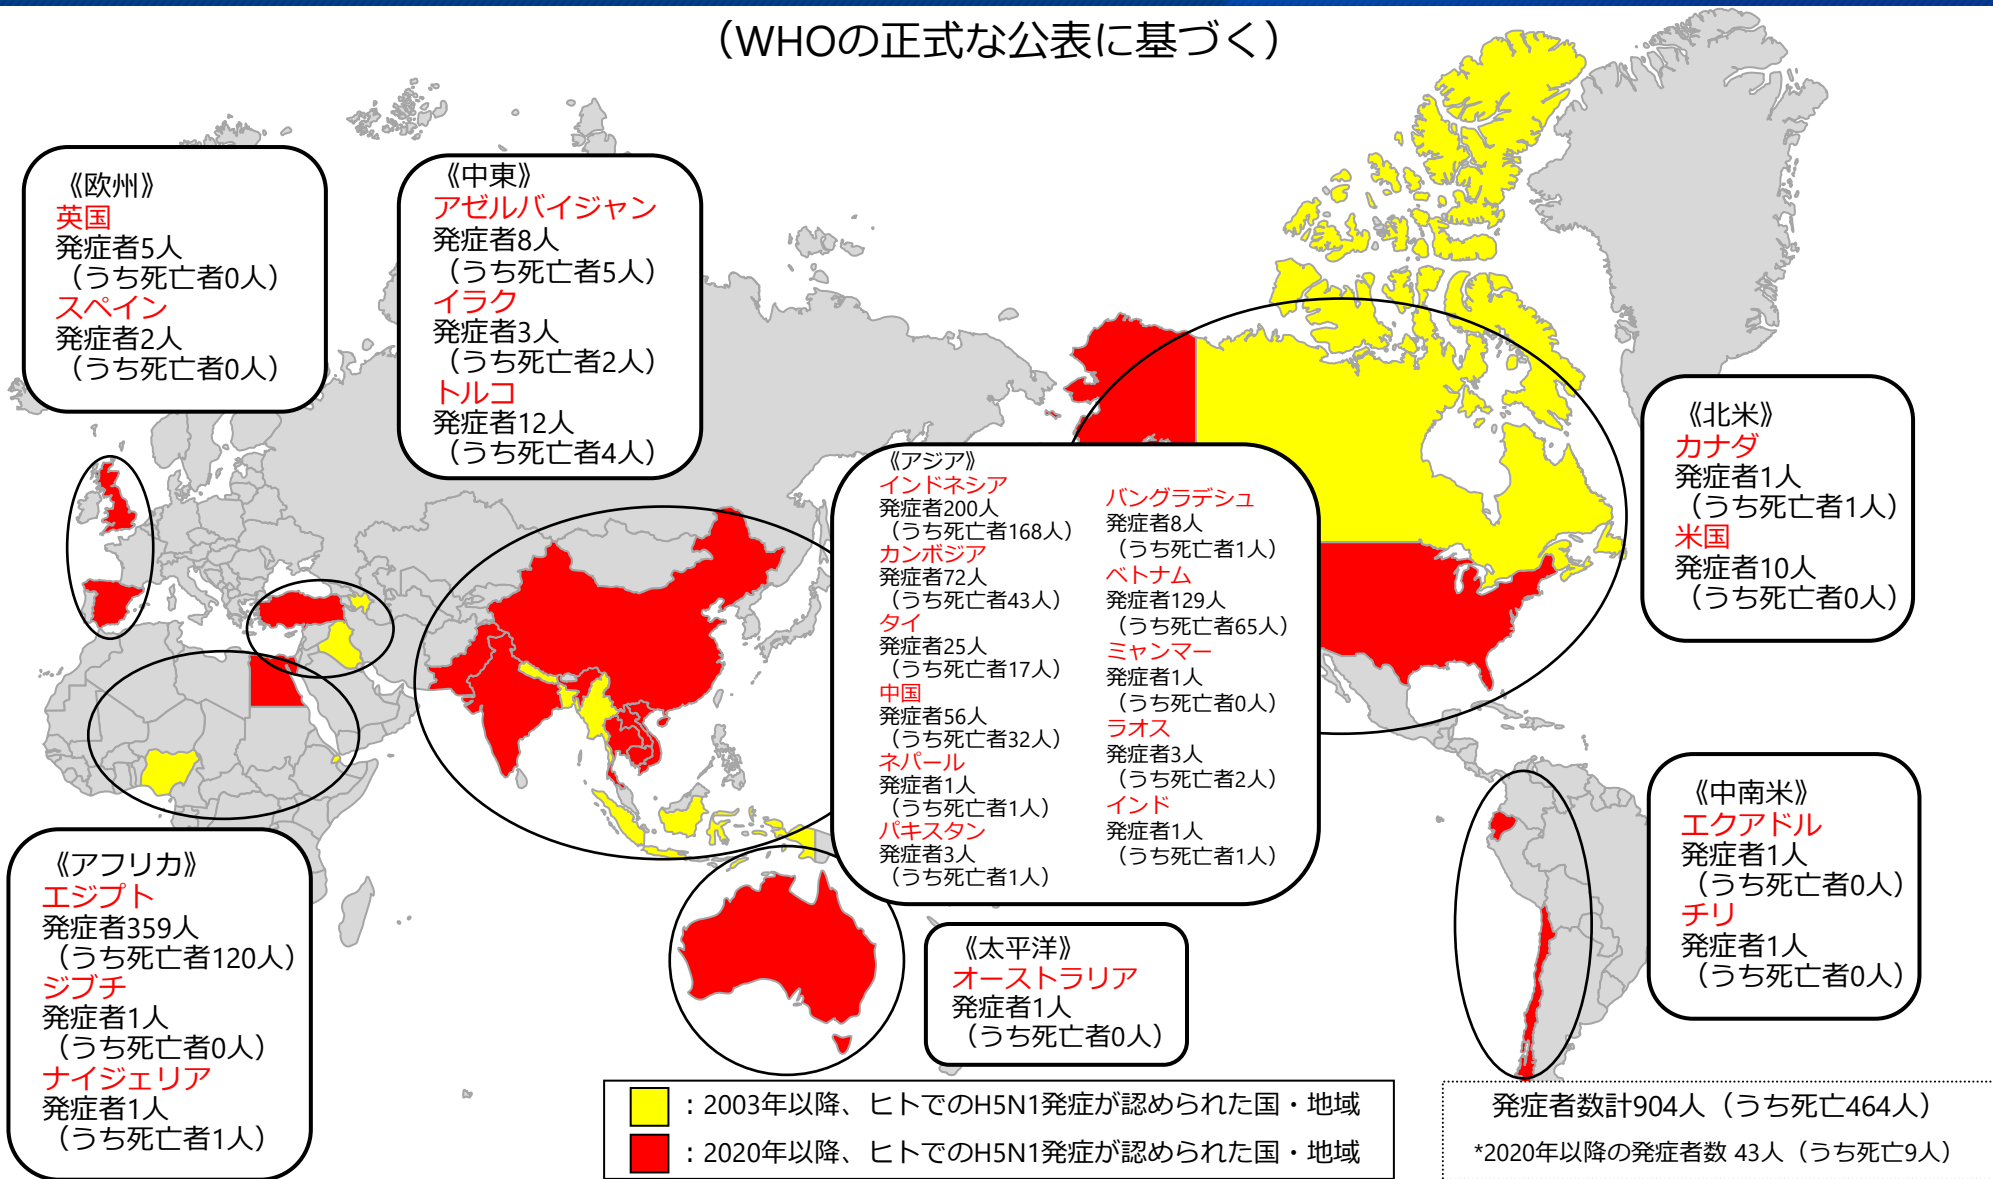 （WHOの正式な公表に基づく）
《欧州》
英国
発症者5人
（うち死亡者0人）
スペイン
発症者2人
（うち死亡者0人）
《中東》
アゼルバイジャン
発症者8人
（うち死亡者5人）
イラク
発症者3人
（うち死亡者2人）
トルコ
発症者12人
（うち死亡者4人）
《アジア》
インドネシア
発症者200人
（うち死亡者168人）
カンボジア
発症者72人
（うち死亡者43人）
タイ
発症者25人
（うち死亡者17人）
中国
発症者56人
（うち死亡者32人）
ネパール
発症者1人
（うち死亡者1人）
パキスタン
発症者3人
（うち死亡者1人）
バングラデシュ
発症者8人
（うち死亡者1人）
ベトナム
発症者129人
（うち死亡者65人）
ミャンマー
発症者1人
（うち死亡者0人）
ラオス
発症者3人
（うち死亡者2人）
インド
発症者1人
（うち死亡者1人）
《北米》
カナダ
発症者1人
（うち死亡者1人）
米国
発症者10人
（うち死亡者0人）
《中南米》
エクアドル
発症者1人
（うち死亡者0人）
チリ
発症者1人
（うち死亡者0人）
《アフリカ》
エジプト
発症者359人
（うち死亡者120人）
ジブチ
発症者1人
（うち死亡者0人）
ナイジェリア
発症者1人
（うち死亡者1人）
《太平洋》
オーストラリア
発症者1人
（うち死亡者0人）
：2003年以降、ヒトでのH5N1発症が認められた国・地域
：2020年以降、ヒトでのH5N1発症が認められた国・地域
発症者数計904人（うち死亡464人）
*2020年以降の発症者数 43人（うち死亡9人）